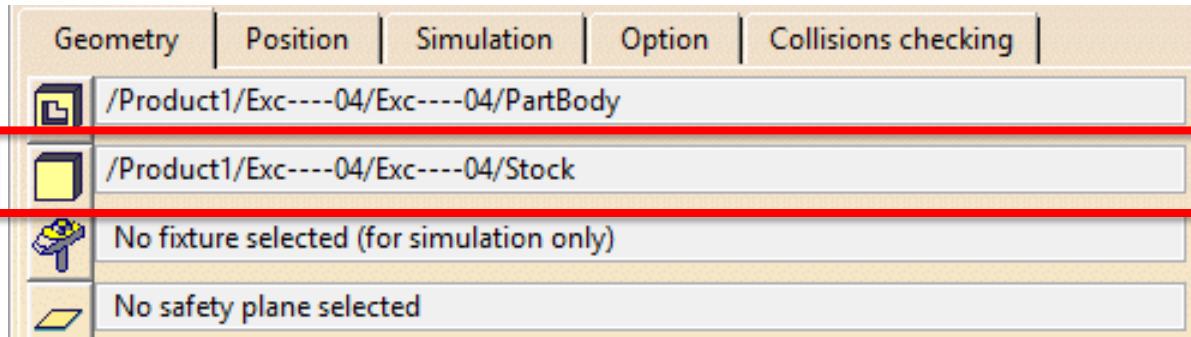 Geometry Position Simulation Option Collisions checking
/Product1/Exc----04/Exc----04/PartBody
/Product1/Exc----04/Exc----04/Stock
No fixture selected (for simulation only)
No safety plane selected